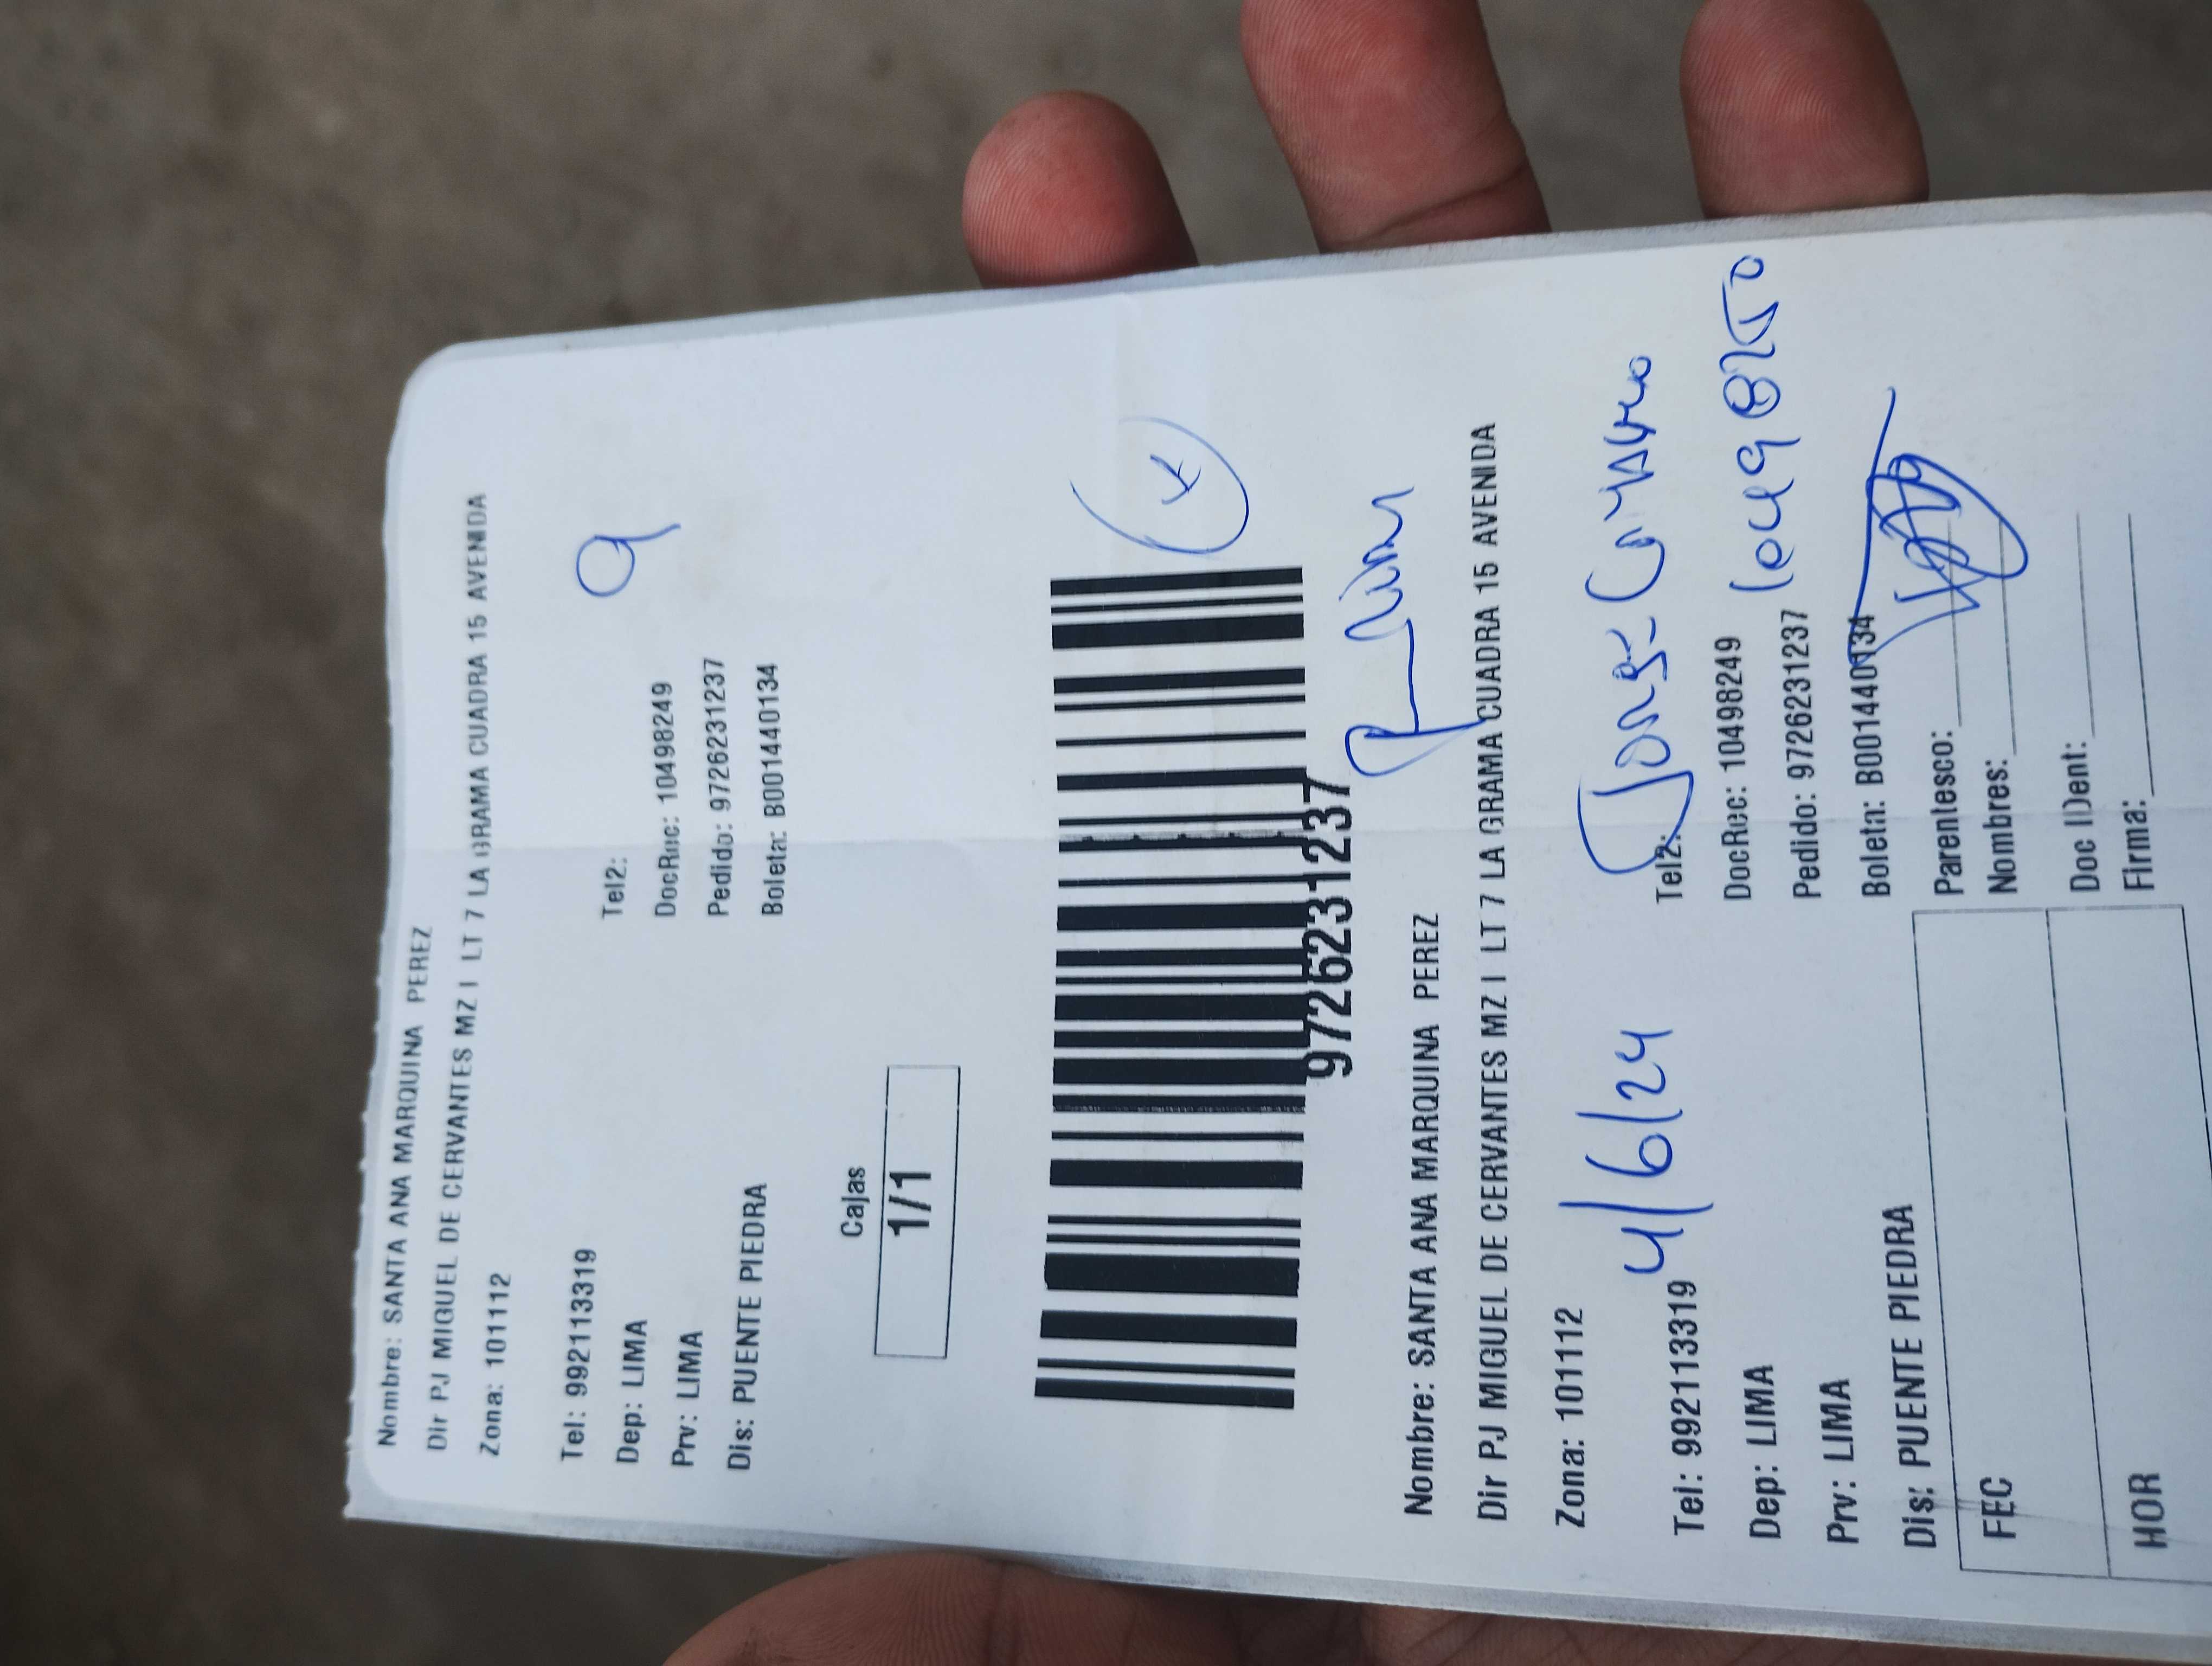 Nombre: SANTA ANA MARQUINA PEREZ
Dir PJ MIGUEL DE CERVANTES MZ I LT 7 LA GRAMA CUADRA 15 AVENIDA
Zona: 101112
9
Tel: 992113319
Tel2:
Dep: LIMA
DocRec: 10498249
Prv: LIMA
Pedido: 9726231237
Dis: PUENTE PIEDRA
Boleta: B001440134
Cajas
1/1
9726231237
Nombre: SANTA ANA MARQUINA PEREZ
Dir PJ MIGUEL DE CERVANTES MZ I LT 7 LA GRAMA CUADRA 15 AVENIDA
Zona: 101112
4/6/24
Jorge
Tel: 992113319
Tel2:
Dep: LIMA
DocRec: 10498249
Prv: LIMA
Pedido: 9726231237
Dis: PUENTE PIEDRA
Boleta: B001440134
FEC
Parentesco:
Nombres:
HOR
Doc IDent:
Firma: